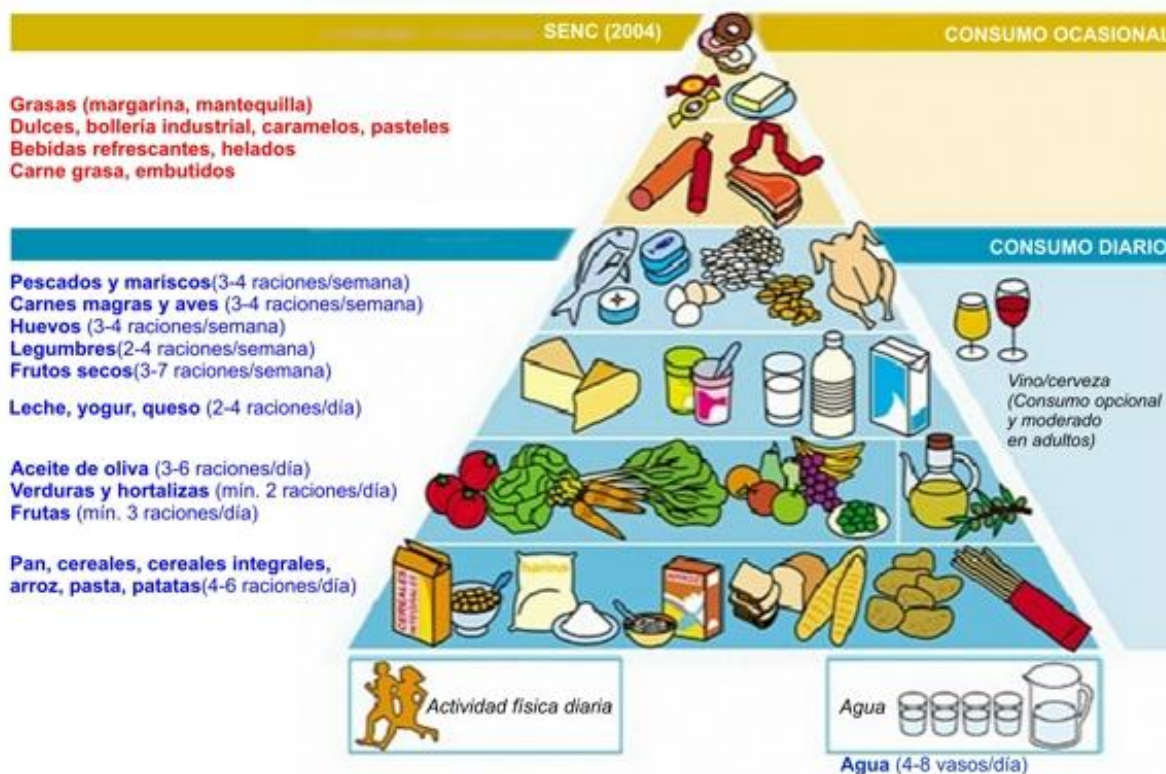 SENC (2004)
CONSUMO OCASIONAL
Grasas (margarina, mantequilla)
Dulces, bollería industrial, caramelos, pasteles
Bebidas refrescantes, helados
Carne grasa, embutidos
CONSUMO DIARIO
Pescados y mariscos(3-4 raciones/semana)
Carnes magras y aves (3-4 raciones/semana)
Huevos (3-4 raciones/semana)
Legumbres(2-4 raciones/semana)
Frutos secos(3-7 raciones/semana)
Leche, yogur, queso (2-4 raciones/día)
Vino/cerveza
(Consumo opcional
y moderado
en adultos)
Aceite de oliva (3-6 raciones/día)
Verduras y hortalizas (mín. 2 raciones/día)
Frutas (mín. 3 raciones/día)
Pan, cereales, cereales integrales,
arroz, pasta, patatas(4-6 raciones/día)
CEREALES
INTEGRALES
harina
ARROZ
Actividad física diaria
Agua
Agua (4-8 vasos/día)